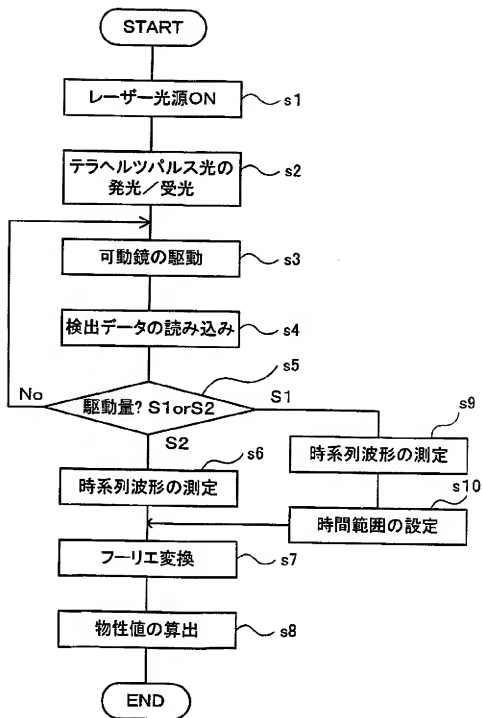 START
レーザー光源ON
s1
テラヘルツパルス光の
発光/受光
s2
可動鏡の駆動
s3
検出データの読み込み
s4
s5
No
駆動量? S1orS2
S1
S2
s6
時系列波形の測定
s9
時系列波形の測定
s10
時間範囲の設定
フーリエ変換
s7
物性値の算出
s8
END